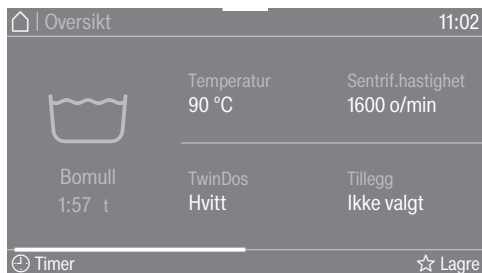 | Oversikt 11:02
Temperatur Sentrif.hastighet
90 °C 1600 o/min
Bomull TwinDos Tillegg
1:57 t Hvitt Ikke valgt
Timer Lagre